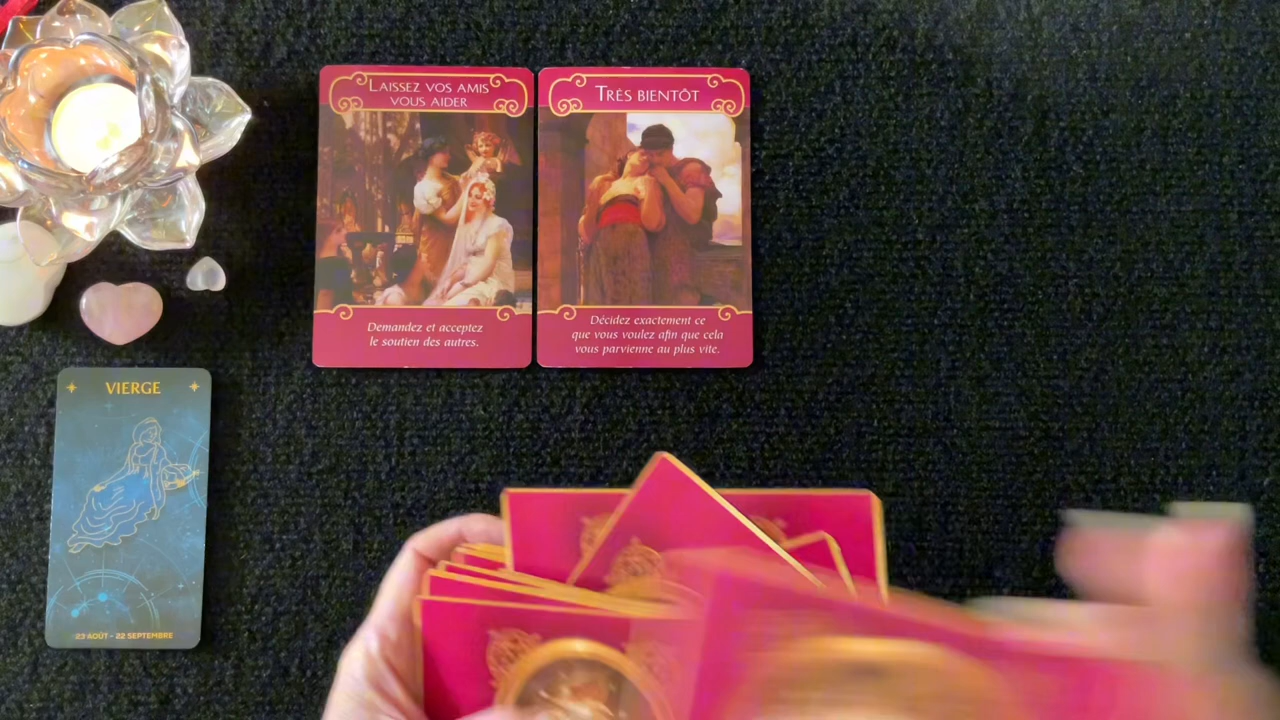 LAISSEZ VOS AMIS
VOUS AIDER
Demandez et acceptez
le soutien des autres.
TRÈS BIENTÔT
Décidez exactement ce
que vous voulez afin que cela
vous parvienne au plus vite.
VIERGE
23 AOÛT - 22 SEPTEMBRE